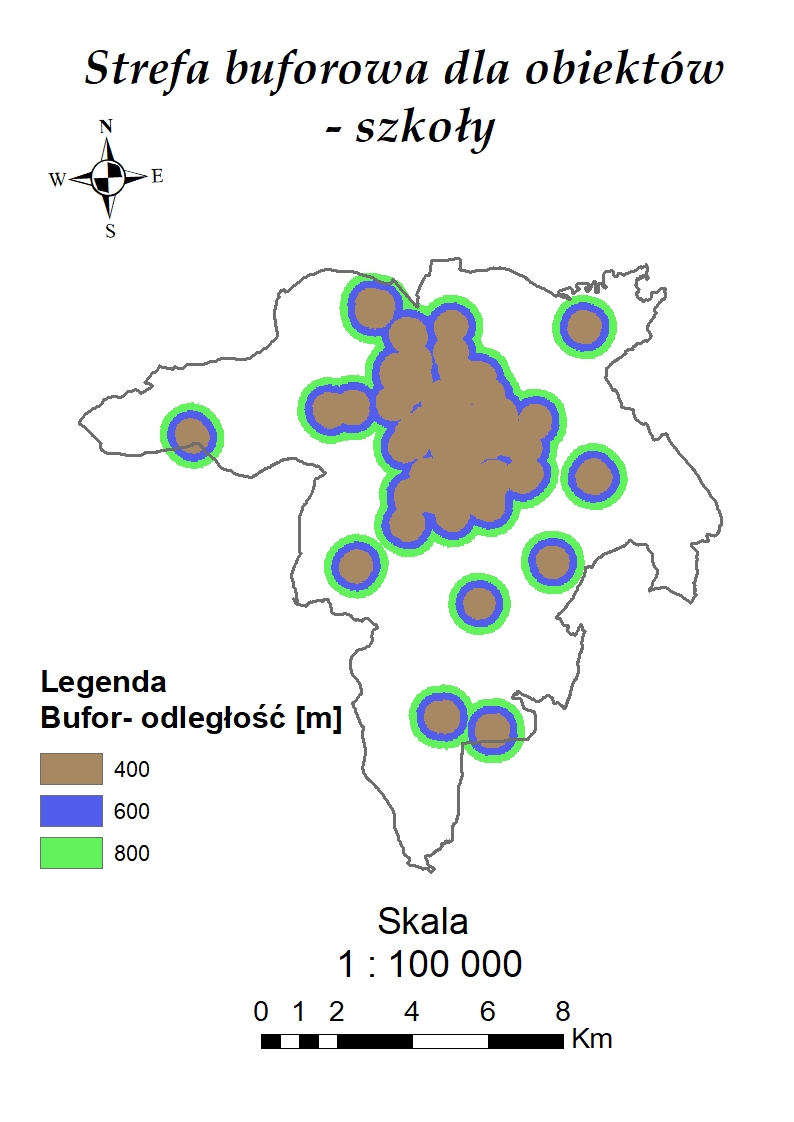 Strefa buforowa dla obiektów
- szkoły
N
W E
S
Legenda
Bufor- odległość [m]
400
600
800
Skala
1 : 100 000
0 1 2 4 6 8
Km